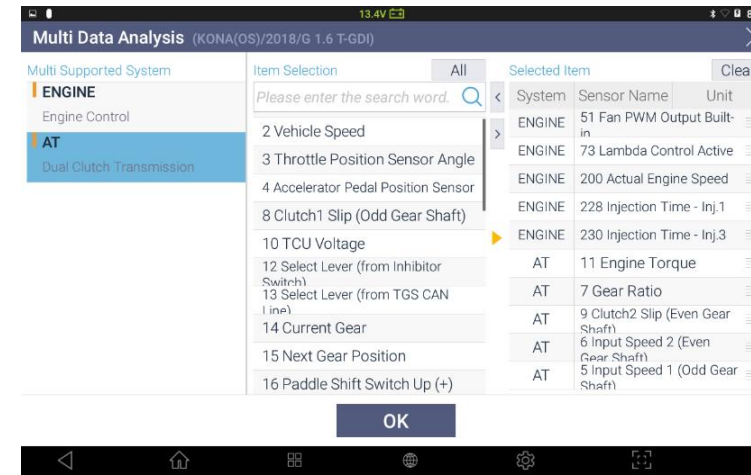 13.4V
8
Multi Data Analysis (KONA(OS)/2018/G 1.6 T-GDI)
Multi Supported System
ENGINE
Engine Control
AT
Dual Clutch Transmission
Item Selection
All
Please enter the search word.
2 Vehicle Speed
3 Throttle Position Sensor Angle
4 Accelerator Pedal Position Sensor
8 Clutch1 Slip (Odd Gear Shaft)
10 TCU Voltage
12 Select Lever (from Inhibitor
Switch)
13 Select Lever (from TGS CAN
Line)
14 Current Gear
15 Next Gear Position
16 Paddle Shift Switch Up (+)
Selected Item
Clea
System Sensor Name Unit
ENGINE 51 Fan PWM Output Built-
in
ENGINE 73 Lambda Control Active
ENGINE 200 Actual Engine Speed
ENGINE 228 Injection Time - Inj.1
ENGINE 230 Injection Time - Inj.3
AT 11 Engine Torque
AT 7 Gear Ratio
AT 9 Clutch2 Slip (Even Gear
Shaft)
AT 6 Input Speed 2 (Even
Gear Shaft)
AT 5 Input Speed 1 (Odd Gear
Shaft)
OK